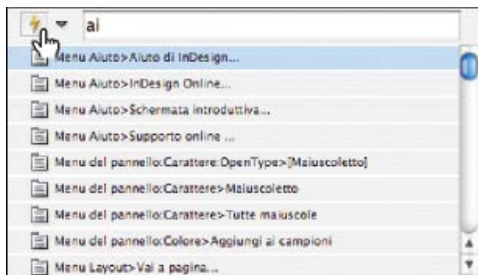 ai
Menu Aiuto>Aiuto di InDesign...
Menu Aiuto>InDesign Online...
Menu Aiuto>Schermata introduttiva...
Menu Aiuto>Supporto online ...
Menu del pannello:Carattere:OpenType>[Maiuscoletto]
Menu del pannello:Carattere>Maiuscoletto
Menu del pannello:Carattere>Tutte maiuscole
Menu del pannello:Colore>Aggiungi ai campioni
Menu Layout>Vai a pagina...